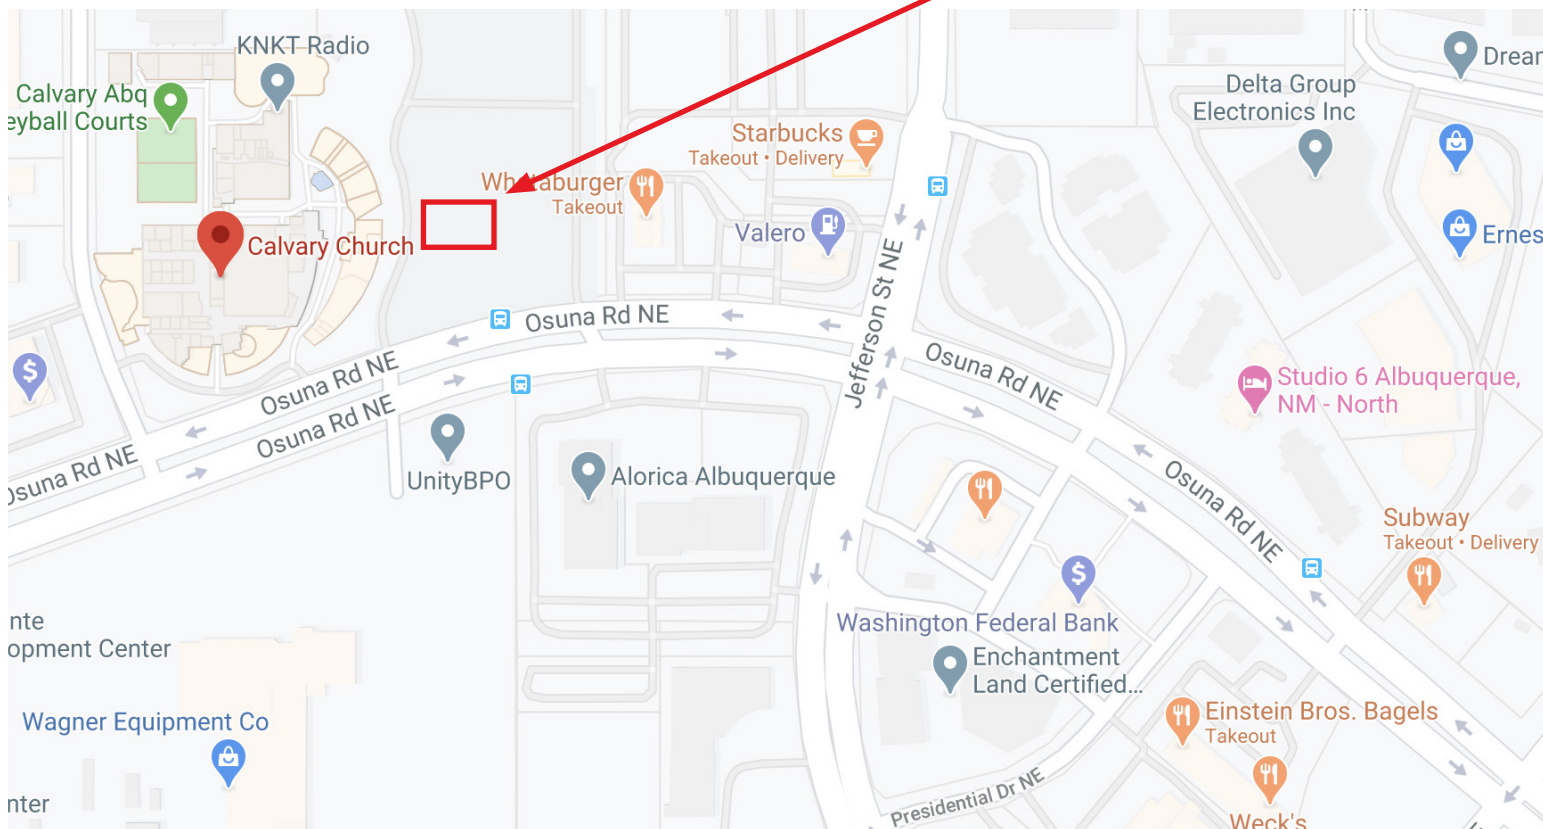 KNKT Radio
Calvary Abq
eyball Courts
Calvary Church
Whataburger
Takeout
Starbucks
Takeout • Delivery
Valero
Delta Group
Electronics Inc
Drear
Ernes
Jefferson St NE
Osuna Rd NE
Osuna Rd NE
Osuna Rd NE
Osuna Rd NE
Osuna Rd NE
Osuna Rd NE
Studio 6 Albuquerque,
NM - North
UnityBPO
Alorica Albuquerque
Subway
Takeout • Delivery
Washington Federal Bank
Enchantment
Land Certified...
nte
opment Center
Wagner Equipment Co
nter
Einstein Bros. Bagels
Takeout
Presidential Dr NE
Weck's